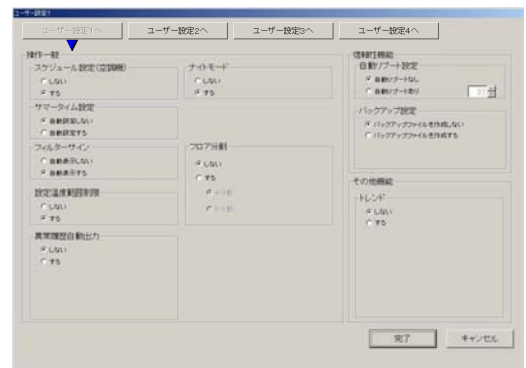 ユーザー設定1
ユーザー設定1へ
ユーザー設定2へ
ユーザー設定3へ
ユーザー設定4へ
操作一般
スケジュール設定(空調機)
しない
する
サマータイム設定
自動設定しない
自動設定する
フィルターサイン
自動表示しない
自動表示する
設定温度範囲制限
しない
する
異常履歴自動出力
しない
する
ナイトモード
しない
する
フロア分割
しない
する
信頼性機能
自動リブート設定
自動リブートなし
自動リブートあり
31
バックアップ設定
バックアップファイルを作成しない
バックアップファイルを作成する
その他機能
トレンド
しない
する
完了
キャンセル